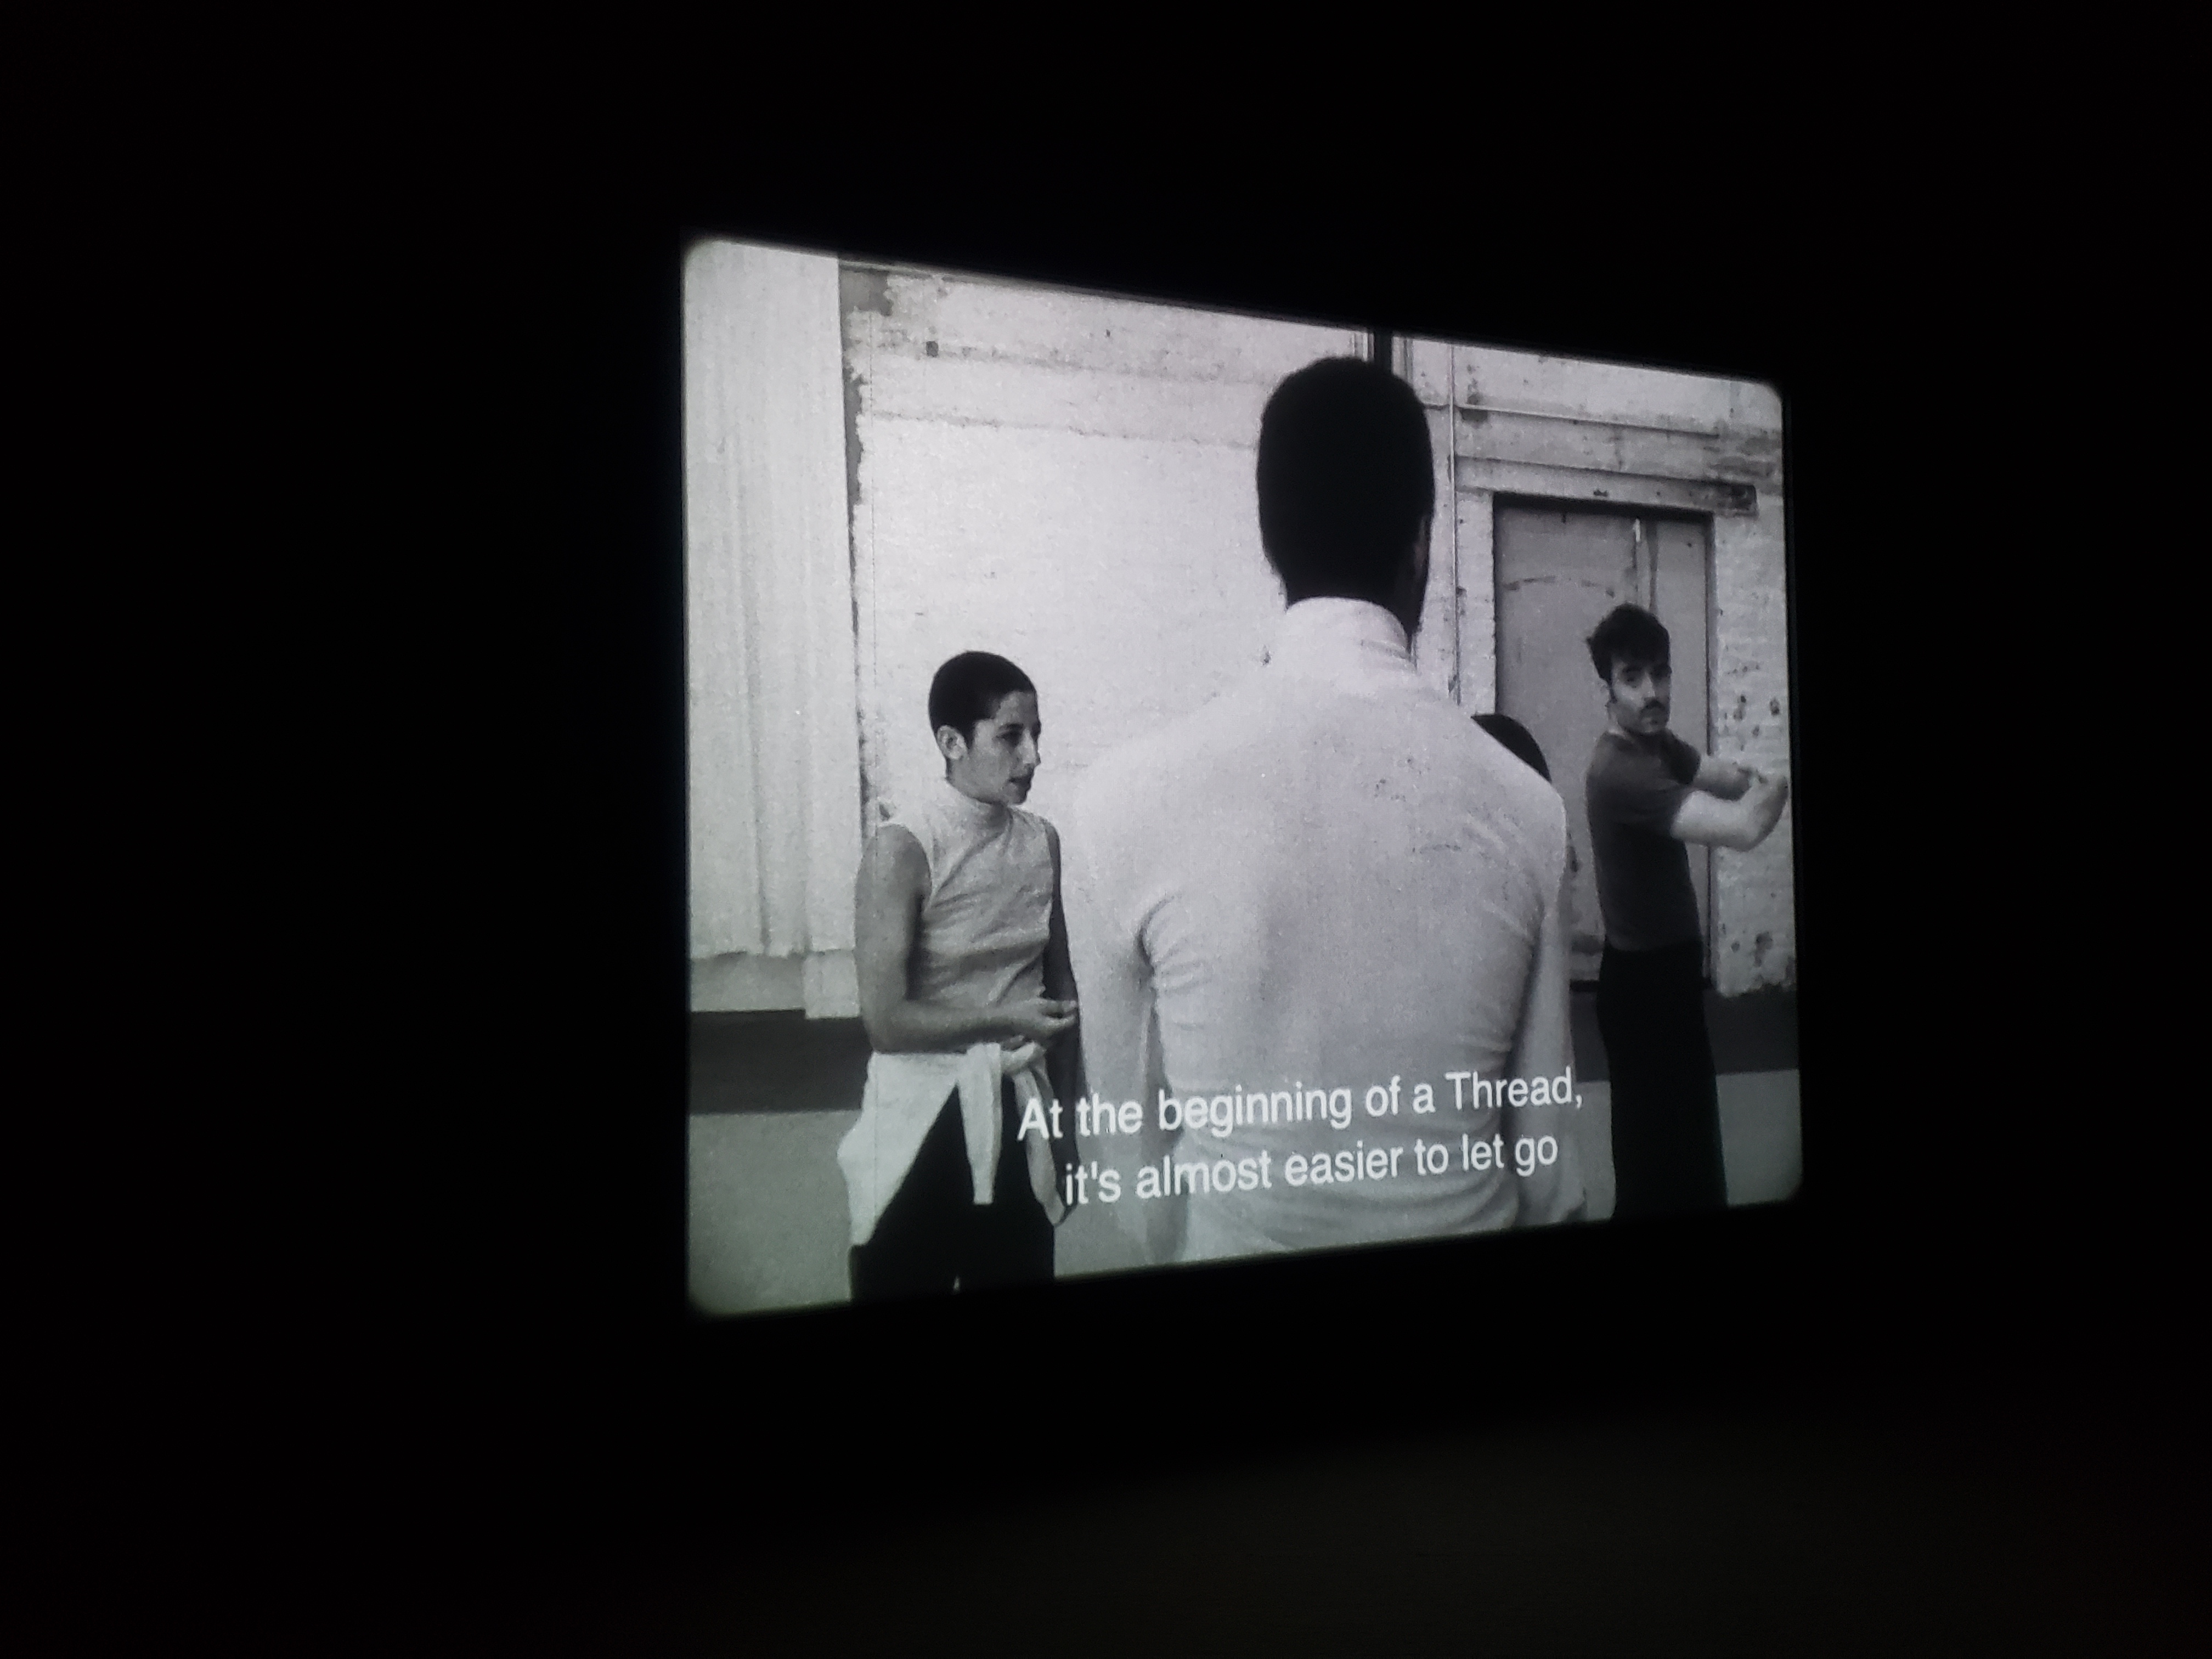 At the beginning of a Thread,
it's almost easier to let go